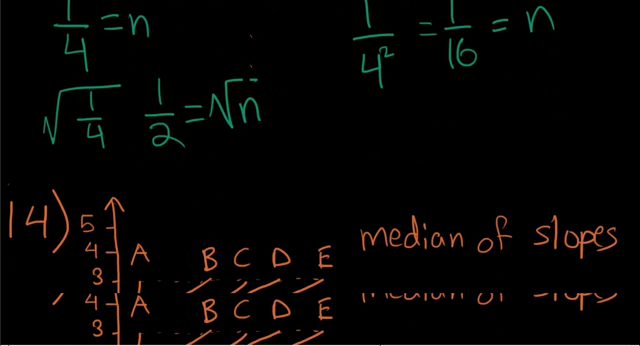 1/4 = n
1/4² = 1/16 = n
√(1/4) 1/2 = √n
14)
5
4 A B C D E median of slopes
3
4 A B C D E
3